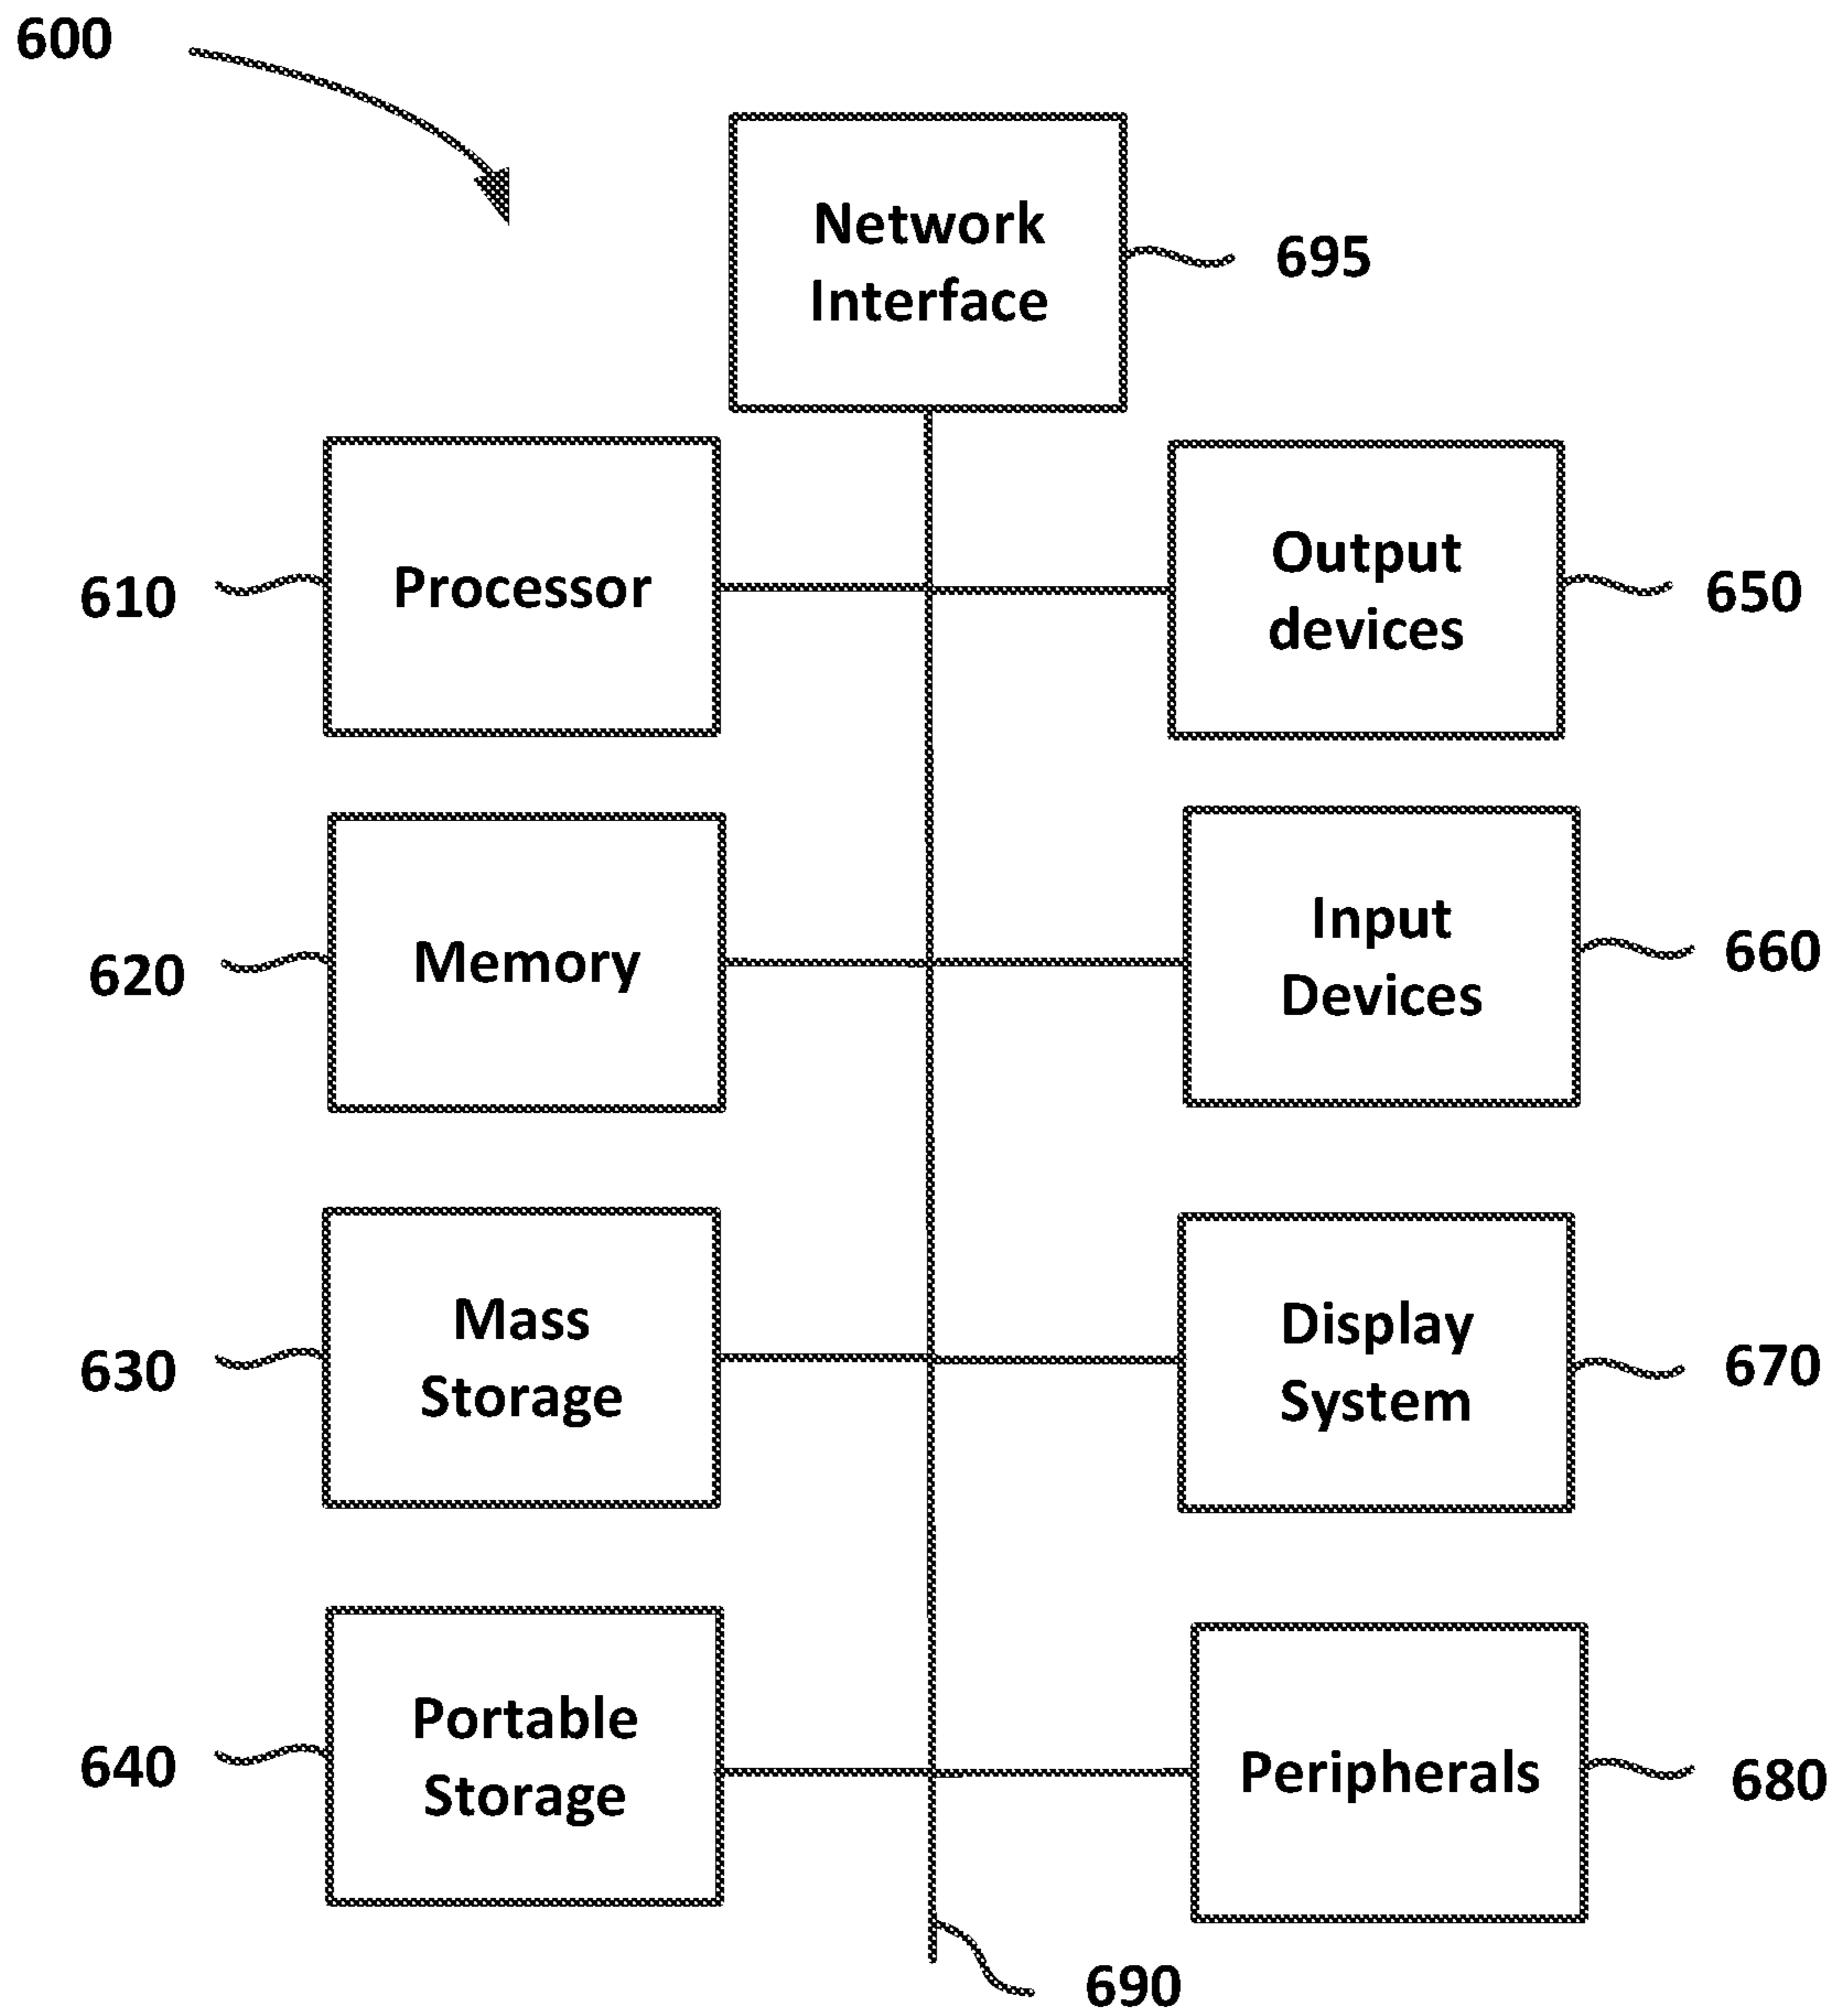 600
Network
Interface
695
610
Processor
Output
devices
650
620
Memory
Input
Devices
660
630
Mass
Storage
Display
System
670
640
Portable
Storage
Peripherals
680
690